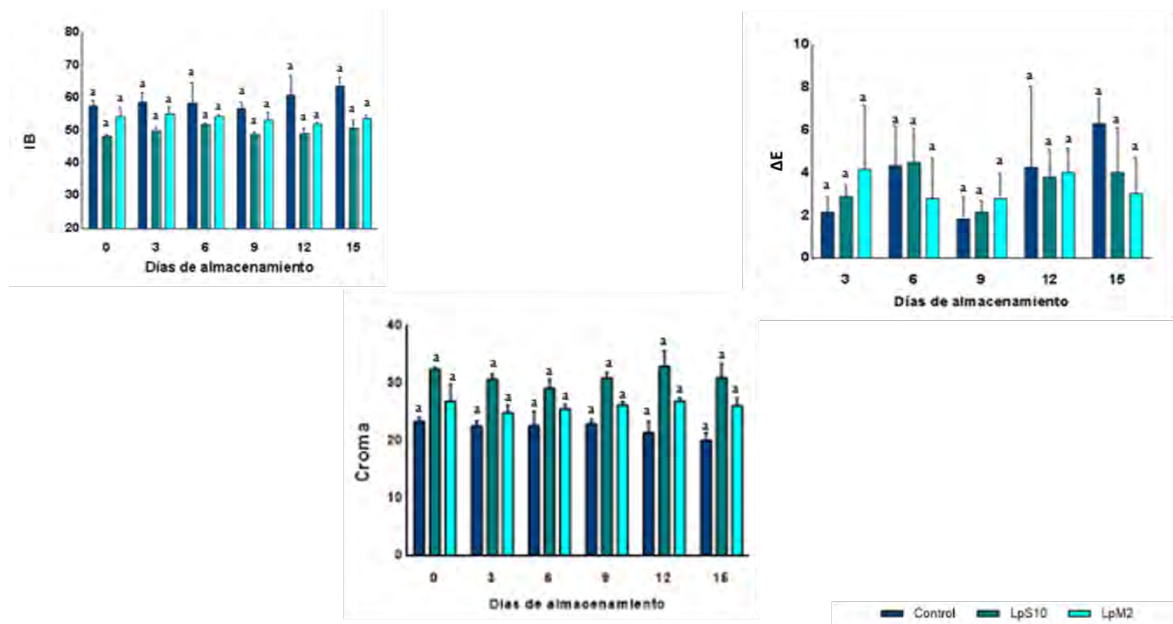 80
70
60
50
40
30
20
IB
a a a a a a a a a a a a a a a a a a
0 3 6 9 12 15
Días de almacenamiento
10
8
6
4
2
0
ΔE
a a a a a a a a a a a a a a a
3 6 9 12 15
Días de almacenamiento
40
30
20
10
0
Croma
a a a a a a a a a a a a a a a a a a
0 3 6 9 12 15
Días de almacenamiento
Control LpS10 LpM2